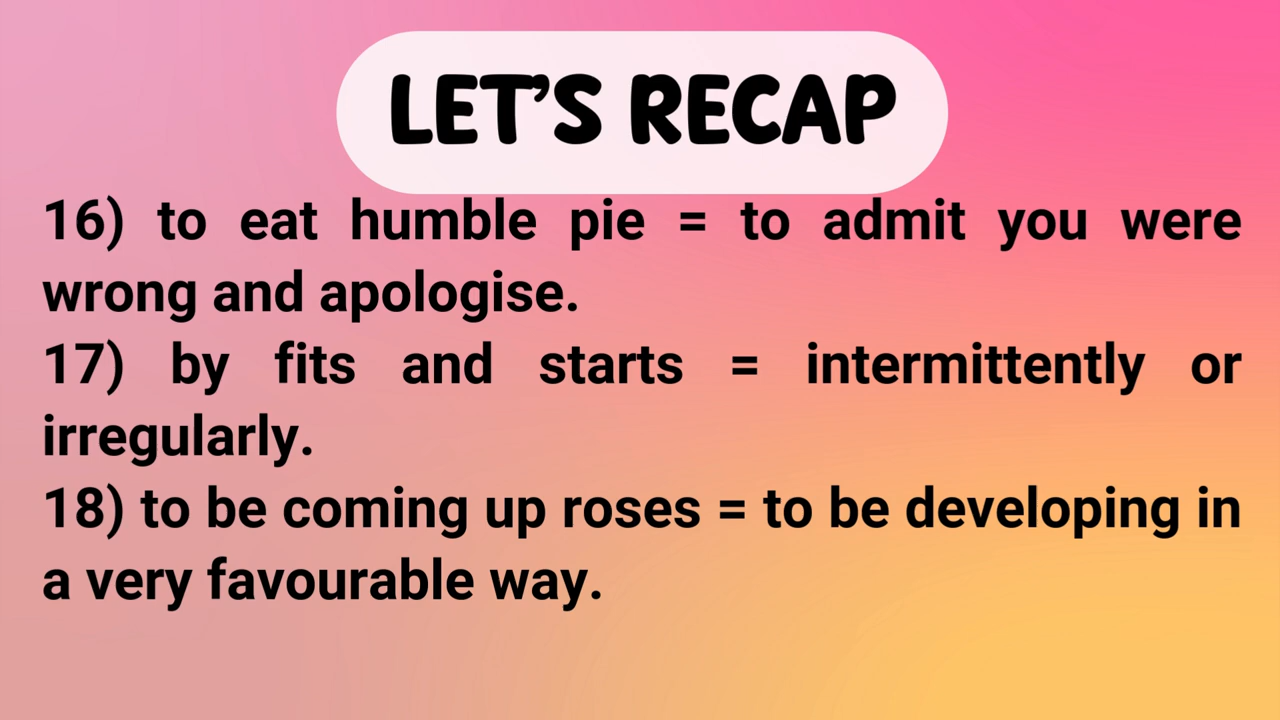 LET'S RECAP
16) to eat humble pie = to admit you were
wrong and apologise.
17) by fits and starts = intermittently or
irregularly.
18) to be coming up roses = to be developing in
a very favourable way.